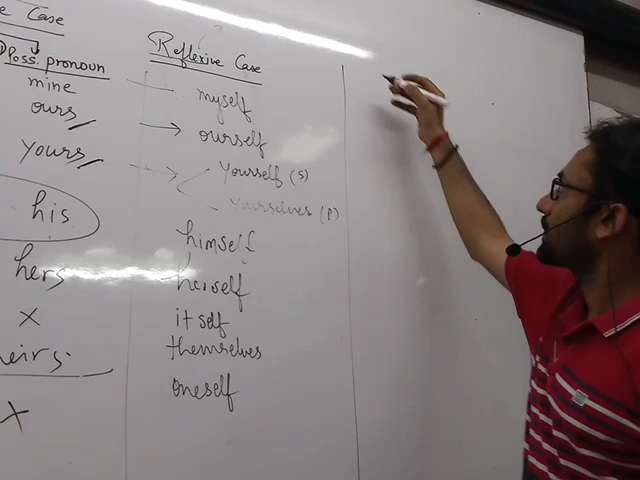 Case
Poss. pronoun
mine
ours
yours
his
hers
x
heirs.
x
Reflexive Case
myself
ourself
yourself (S)
yourselves (P)
himself
herself
itself
themselves
oneself